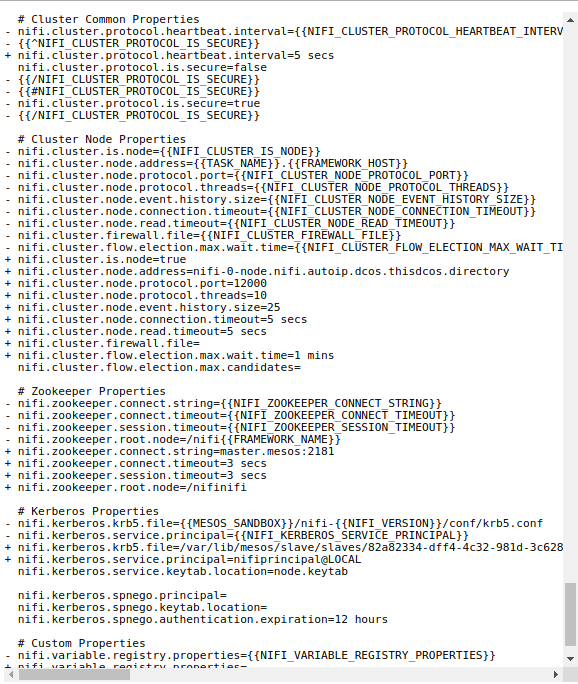 # Cluster Common Properties
- nifi.cluster.protocol.heartbeat.interval={{NIFI_CLUSTER_PROTOCOL_HEARTBEAT_INTERV
- {{^NIFI_CLUSTER_PROTOCOL_IS_SECURE}}
+ nifi.cluster.protocol.heartbeat.interval=5 secs
nifi.cluster.protocol.is.secure=false
- {{/NIFI_CLUSTER_PROTOCOL_IS_SECURE}}
- {{#NIFI_CLUSTER_PROTOCOL_IS_SECURE}}
- nifi.cluster.protocol.is.secure=true
- {{/NIFI_CLUSTER_PROTOCOL_IS_SECURE}}
# Cluster Node Properties
- nifi.cluster.is.node={{NIFI_CLUSTER_IS_NODE}}
- nifi.cluster.node.address={{TASK_NAME}}.{{FRAMEWORK_HOST}}
- nifi.cluster.node.protocol.port={{NIFI_CLUSTER_NODE_PROTOCOL_PORT}}
- nifi.cluster.node.protocol.threads={{NIFI_CLUSTER_NODE_PROTOCOL_THREADS}}
- nifi.cluster.node.event.history.size={{NIFI_CLUSTER_NODE_EVENT_HISTORY_SIZE}}
- nifi.cluster.node.connection.timeout={{NIFI_CLUSTER_NODE_CONNECTION_TIMEOUT}}
- nifi.cluster.node.read.timeout={{NIFI_CLUSTER_NODE_READ_TIMEOUT}}
- nifi.cluster.firewall.file={{NIFI_CLUSTER_FIREWALL_FILE}}
- nifi.cluster.flow.election.max.wait.time={{NIFI_CLUSTER_FLOW_ELECTION_MAX_WAIT_TI
+ nifi.cluster.is.node=true
+ nifi.cluster.node.address=nifi-0-node.nifi.autoip.dcos.thisdcos.directory
+ nifi.cluster.node.protocol.port=12000
+ nifi.cluster.node.protocol.threads=10
+ nifi.cluster.node.event.history.size=25
+ nifi.cluster.node.connection.timeout=5 secs
+ nifi.cluster.node.read.timeout=5 secs
+ nifi.cluster.firewall.file=
+ nifi.cluster.flow.election.max.wait.time=1 mins
nifi.cluster.flow.election.max.candidates=
# Zookeeper Properties
- nifi.zookeeper.connect.string={{NIFI_ZOOKEEPER_CONNECT_STRING}}
- nifi.zookeeper.connect.timeout={{NIFI_ZOOKEEPER_CONNECT_TIMEOUT}}
- nifi.zookeeper.session.timeout={{NIFI_ZOOKEEPER_SESSION_TIMEOUT}}
- nifi.zookeeper.root.node=/nifi{{FRAMEWORK_NAME}}
+ nifi.zookeeper.connect.string=master.mesos:2181
+ nifi.zookeeper.connect.timeout=3 secs
+ nifi.zookeeper.session.timeout=3 secs
+ nifi.zookeeper.root.node=/nifinifi
# Kerberos Properties
- nifi.kerberos.krb5.file={{MESOS_SANDBOX}}/nifi-{{NIFI_VERSION}}/conf/krb5.conf
- nifi.kerberos.service.principal={{NIFI_KERBEROS_SERVICE_PRINCIPAL}}
+ nifi.kerberos.krb5.file=/var/lib/mesos/slave/slaves/82a82334-dff4-4c32-981d-3c628
+ nifi.kerberos.service.principal=nifiprincipal@LOCAL
nifi.kerberos.service.keytab.location=node.keytab
nifi.kerberos.spnego.principal=
nifi.kerberos.spnego.keytab.location=
nifi.kerberos.spnego.authentication.expiration=12 hours
# Custom Properties
- nifi.variable.registry.properties={{NIFI_VARIABLE_REGISTRY_PROPERTIES}}
+ nifi.variable.registry.properties=